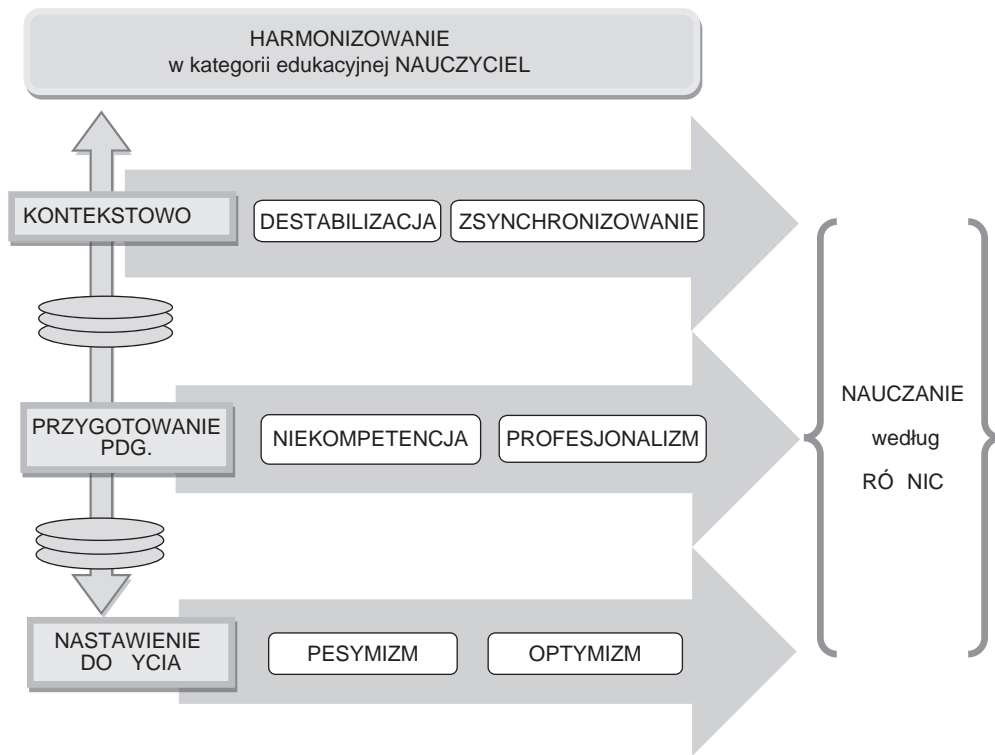 HARMONIZOWANIE
w kategorii edukacyjnej NAUCZYCIEL
KONTEKSTOWO
DESTABILIZACJA
ZSYNCHRONIZOWANIE
PRZYGOTOWANIE
PDG.
NIEKOMPETENCJA
PROFESJONALIZM
NAUCZANIE
według
RÓ NIC
NASTAWIENIE
DO YCIA
PESYMIZM
OPTYMIZM